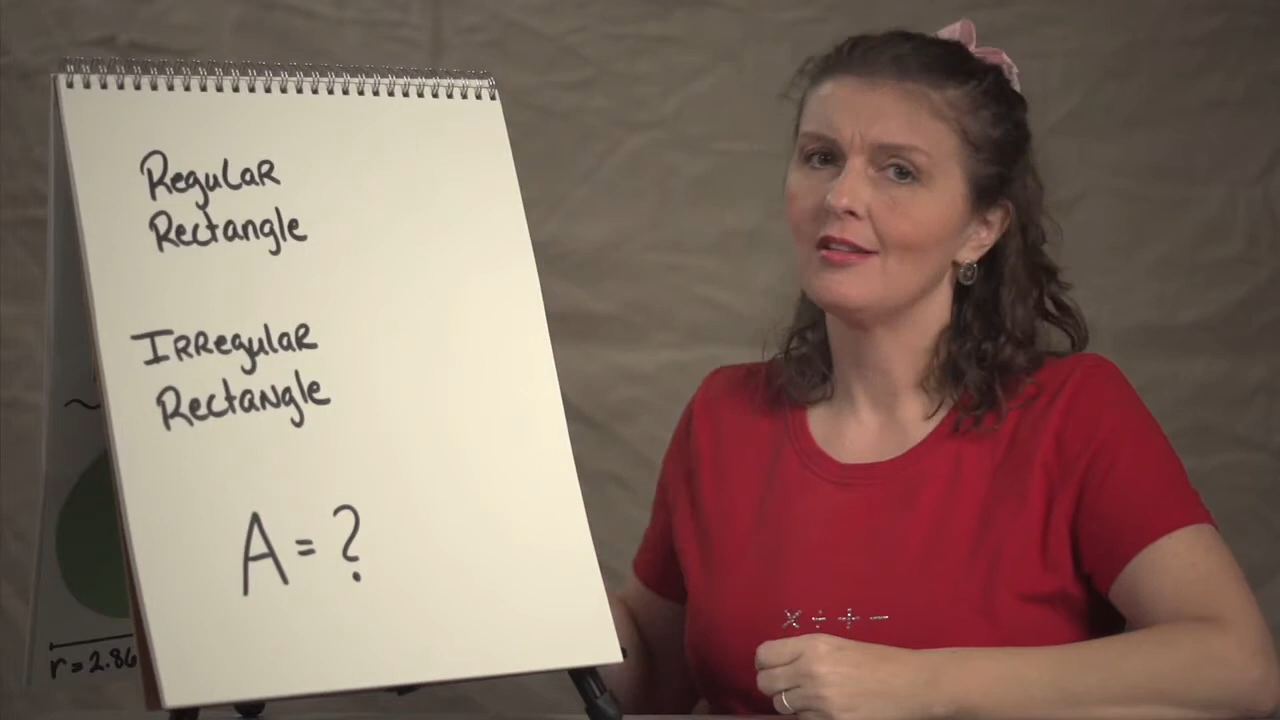 Regular
Rectangle
Irregular
Rectangle
A = ?
~
r = 2.86
× ÷ + −